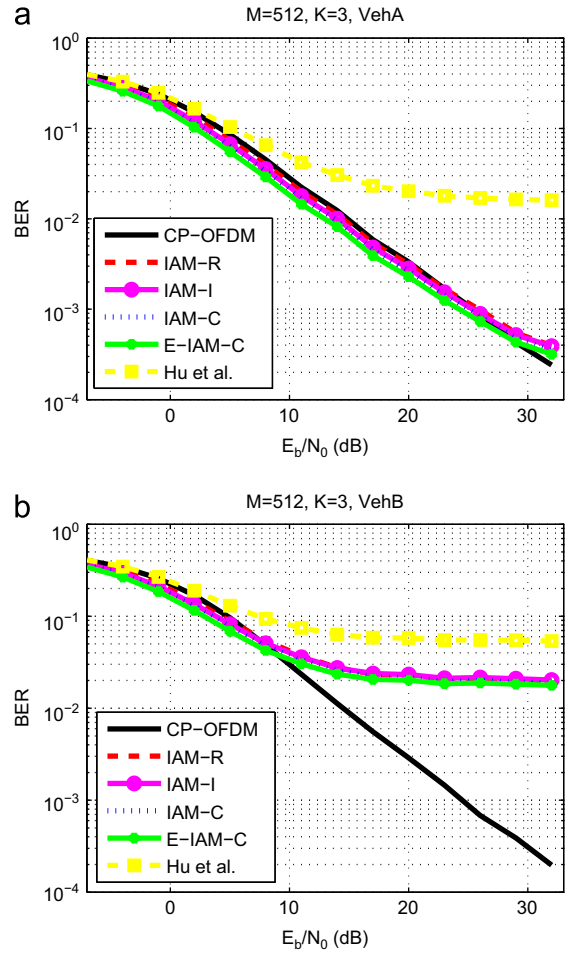 a
M=512, K=3, VehA
10^0
10^-1
10^-2
10^-3
10^-4
BER
CP-OFDM
IAM-R
IAM-I
IAM-C
E-IAM-C
Hu et al.
0 10 20 30
E_b/N_0 (dB)
b
M=512, K=3, VehB
10^0
10^-1
10^-2
10^-3
10^-4
BER
CP-OFDM
IAM-R
IAM-I
IAM-C
E-IAM-C
Hu et al.
0 10 20 30
E_b/N_0 (dB)